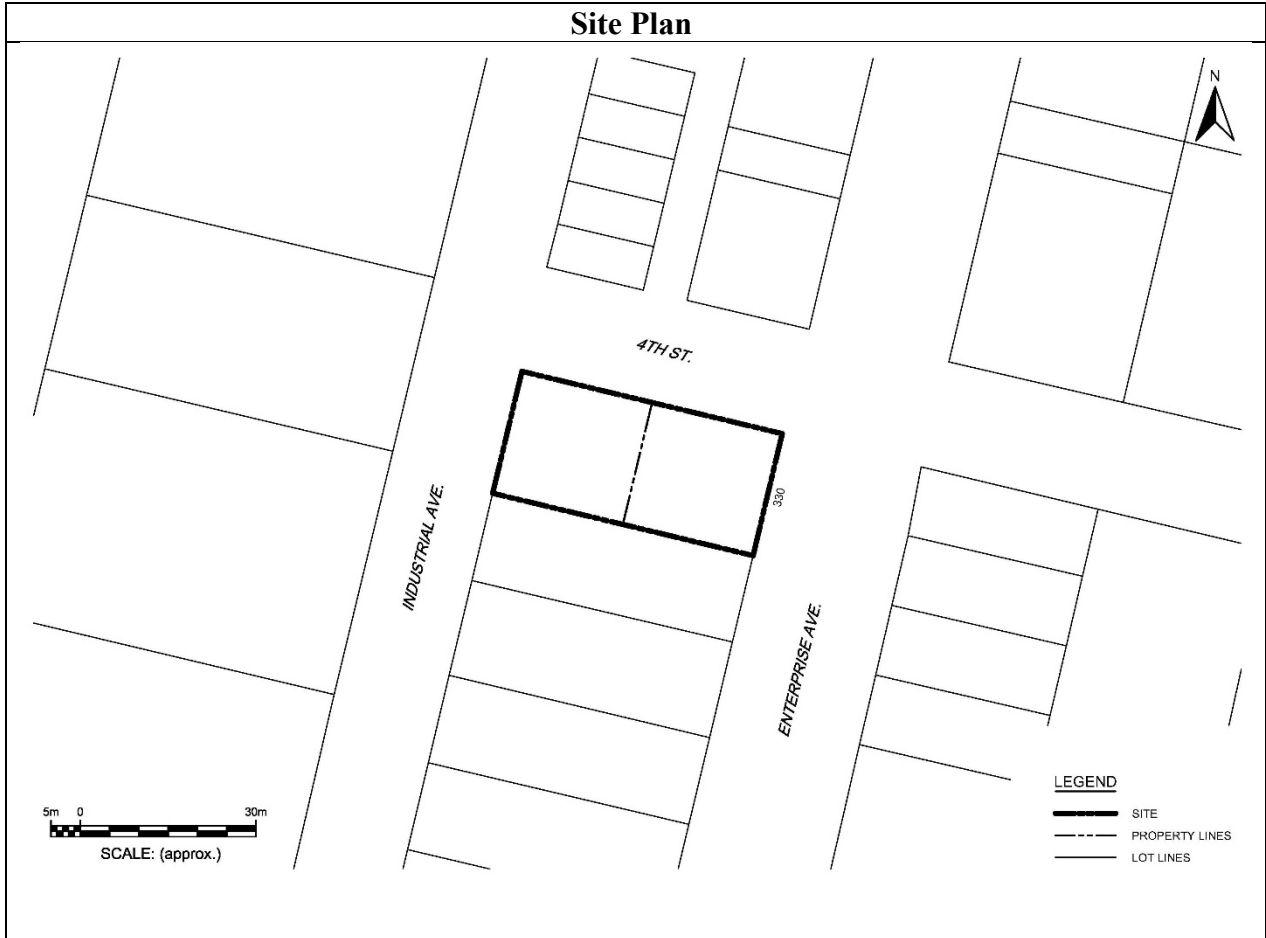 Site Plan
N
4TH ST.
330
INDUSTRIAL AVE.
ENTERPRISE AVE.
LEGEND
SITE
PROPERTY LINES
LOT LINES
5m 0 30m
SCALE: (approx.)